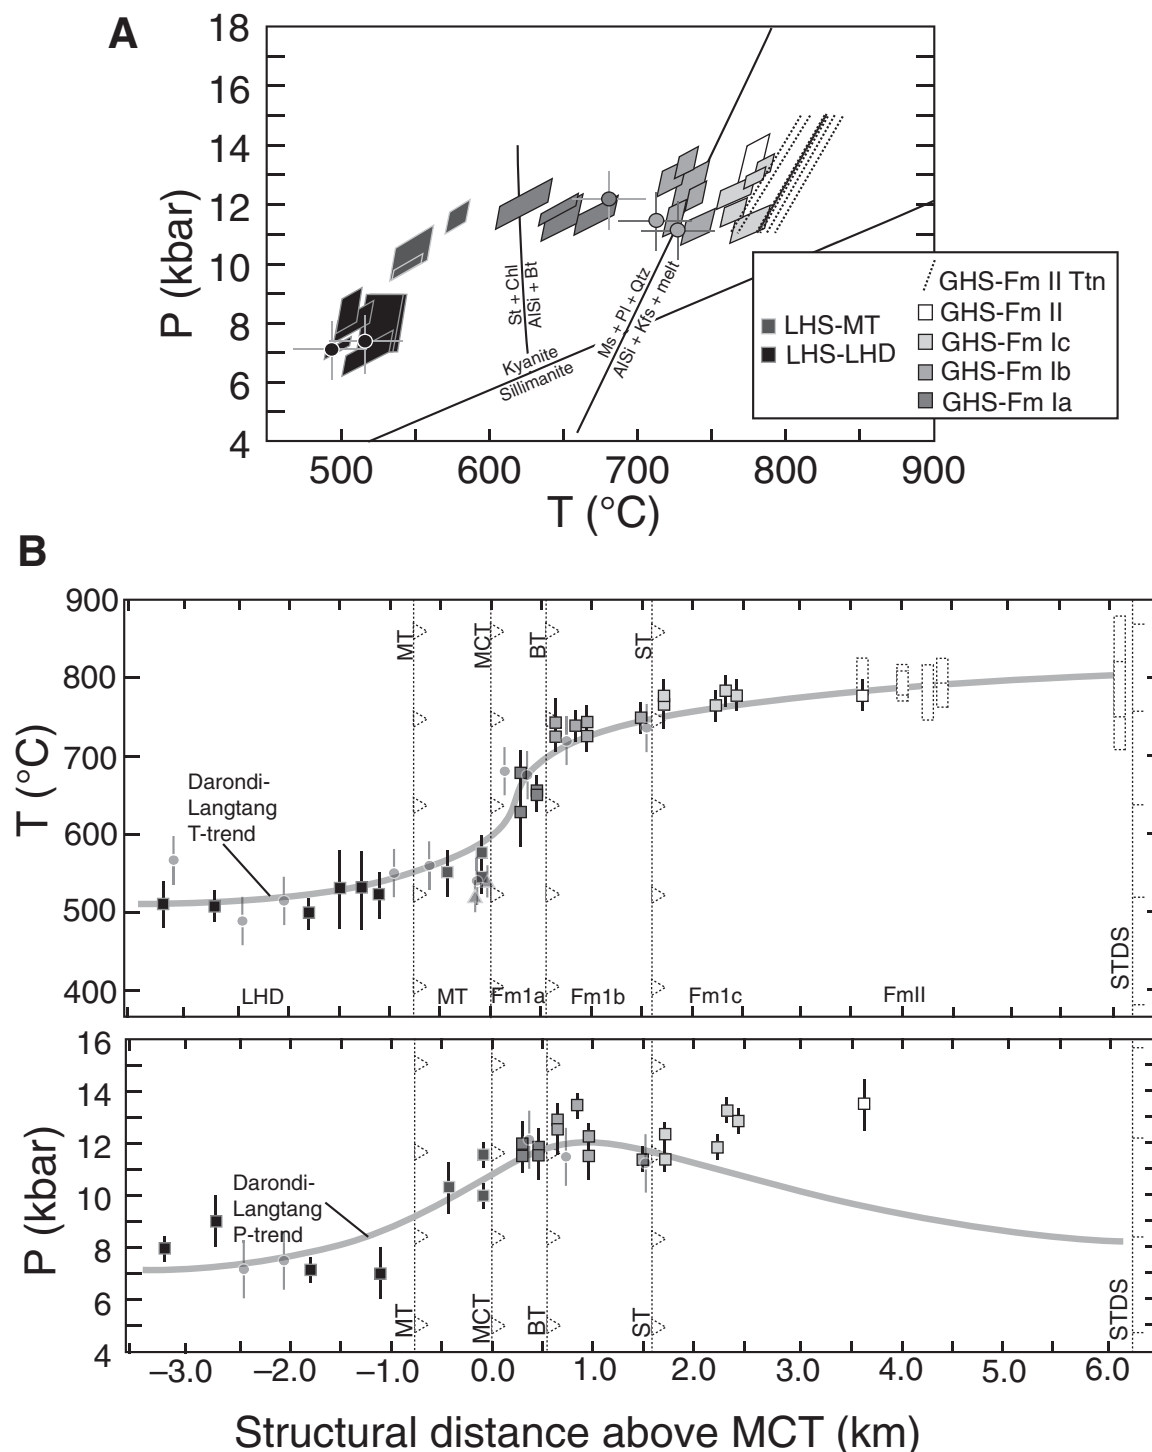 A
18
16
14
12
10
8
6
4
P (kbar)
500
600
700
800
900
T (°C)
St + Chl
AlSi + Bt
Kyanite
Sillimanite
Ms + Pl + Qtz
AlSi + Kfs + melt
LHS-MT
LHS-LHD
GHS-Fm II Ttn
GHS-Fm II
GHS-Fm Ic
GHS-Fm Ib
GHS-Fm Ia
B
900
800
700
600
500
400
T (°C)
MT
MCT
BT
ST
STDS
Darondi-
Langtang
T-trend
LHD
MT
Fm1a
Fm1b
Fm1c
FmII
16
14
12
10
8
6
4
P (kbar)
Darondi-
Langtang
P-trend
MT
MCT
BT
ST
STDS
–3.0
–2.0
–1.0
0.0
1.0
2.0
3.0
4.0
5.0
6.0
Structural distance above MCT (km)